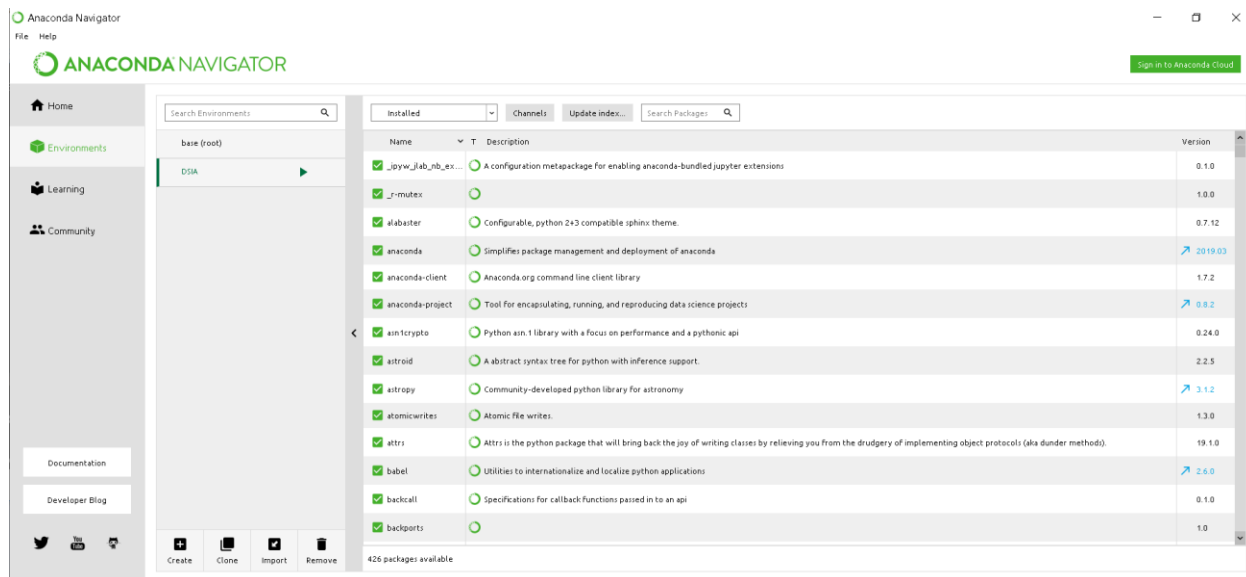 Anaconda Navigator
File Help
ANACONDA NAVIGATOR
Sign in to Anaconda Cloud
Home
Environments
Learning
Community
Documentation
Developer Blog
You Tube
Search Environments
base (root)
DSIA
Create Clone Import Remove
Installed Channels Update index... Search Packages
Name T Description Version
_ipyw_jlab_nb_ex... A configuration metapackage for enabling anaconda-bundled jupyter extensions 0.1.0
_r-mutex 1.0.0
alabaster Configurable, python 2+3 compatible sphinx theme. 0.7.12
anaconda Simplifies package management and deployment of anaconda 2019.03
anaconda-client Anaconda.org command line client library 1.7.2
anaconda-project Tool for encapsulating, running, and reproducing data science projects 0.8.2
asn1crypto Python asn.1 library with a focus on performance and a pythonic api 0.24.0
astroid A abstract syntax tree for python with inference support. 2.2.5
astropy Community-developed python library for astronomy 3.1.2
atomicwrites Atomic file writes. 1.3.0
attrs Attrs is the python package that will bring back the joy of writing classes by relieving you from the drudgery of implementing object protocols (aka dunder methods). 19.1.0
babel Utilities to internationalize and localize python applications 2.6.0
backcall Specifications for callback functions passed in to an api 0.1.0
backports 1.0
426 packages available